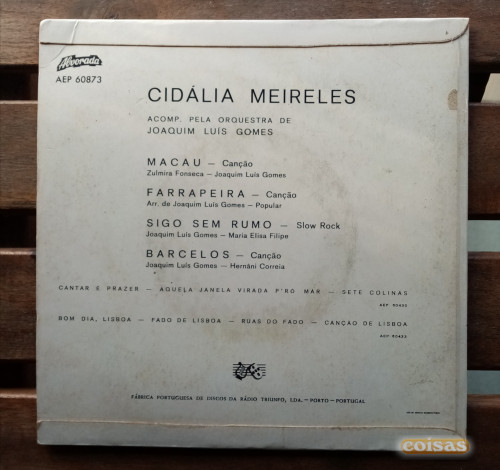 Alvorada
AEP 60873
CIDÁLIA MEIRELES
ACOMP. PELA ORQUESTRA DE
JOAQUIM LUÍS GOMES
MACAU — Canção
Zulmira Fonseca — Joaquim Luís Gomes
FARRAPEIRA — Canção
Arr. de Joaquim Luís Gomes — Popular
SIGO SEM RUMO — Slow Rock
Joaquim Luís Gomes — Maria Elisa Filipe
BARCELOS — Canção
Joaquim Luís Gomes — Hernâni Correia
CANTAR É PRAZER — AQUELA JANELA VIRADA P'RO MAR — SETE COLINAS
AEP
BOM DIA, LISBOA — FADO DE LISBOA — RUAS DO FADO — CANÇÃO DE LISBOA
AEP
FÁBRICA PORTUGUESA DE DISCOS DA RÁDIO TRIUNFO, LDA. — PORTO — PORTUGAL
coisas